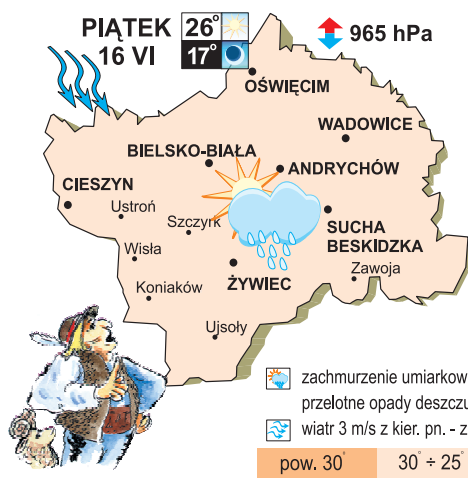 PIĄTEK 26°
16 VI 17°
965 hPa
OŚWIĘCIM
WADOWICE
BIELSKO-BIAŁA
ANDRYCHÓW
CIESZYN
Ustroń
Szczyrk
SUCHA
BESKIDZKA
Wisła
Zawoja
ŻYWIEC
Koniaków
Ujsoły
zachmurzenie umiarkow
przelotne opady deszczu
wiatr 3 m/s z kier. pn. - z
pow. 30° 30° ÷ 25°